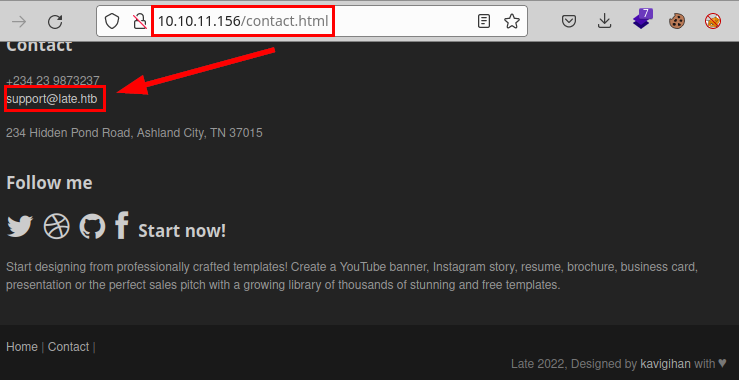 10.10.11.156/contact.html
7
Contact
+234 23 9873237
support@late.htb
234 Hidden Pond Road, Ashland City, TN 37015
Follow me
Start now!
Start designing from professionally crafted templates! Create a YouTube banner, Instagram story, resume, brochure, business card,
presentation or the perfect sales pitch with a growing library of thousands of stunning and free templates.
Home | Contact |
Late 2022, Designed by kavigihan with ♥